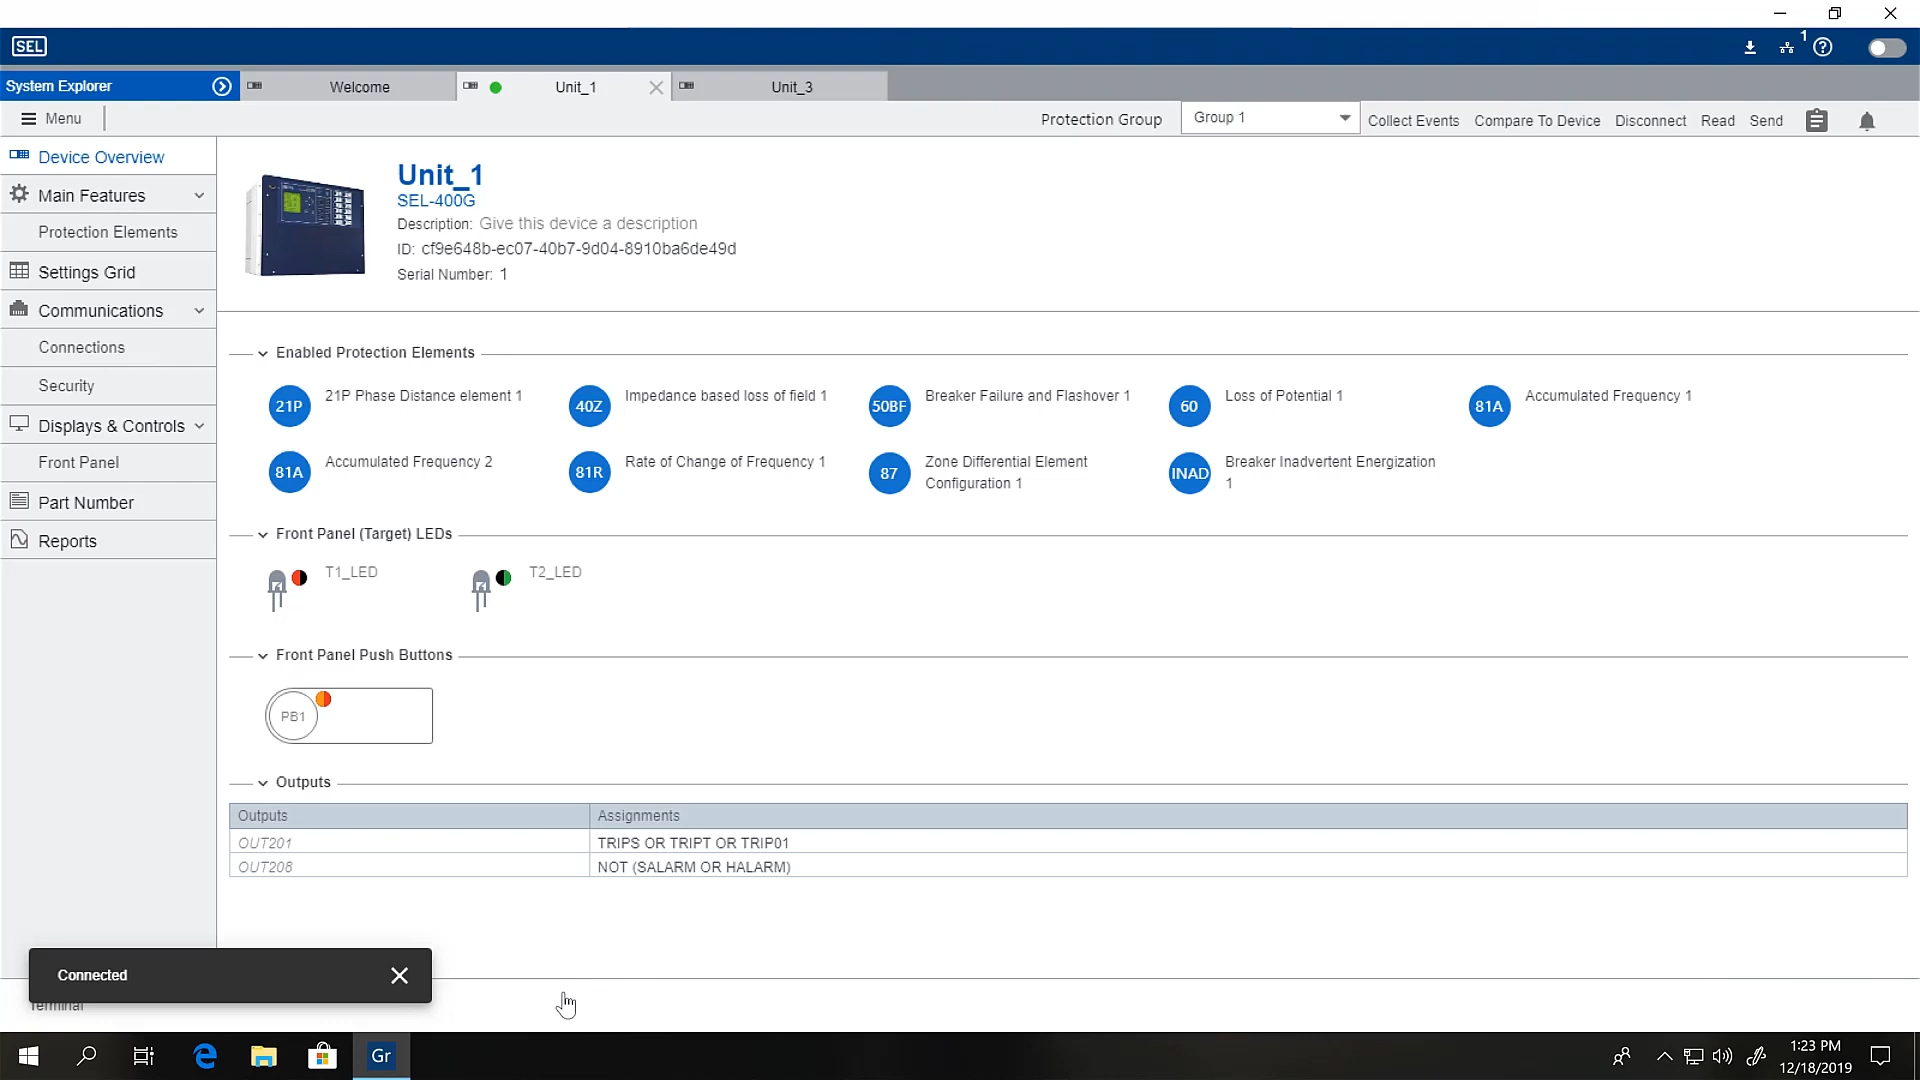 SEL
1
System Explorer
Welcome
Unit_1
Unit_3
Menu
Protection Group
Group 1
Collect Events
Compare To Device
Disconnect
Read
Send
Device Overview
Main Features
Protection Elements
Settings Grid
Communications
Connections
Security
Displays & Controls
Front Panel
Part Number
Reports
Unit_1
SEL-400G
Description: Give this device a description
ID: cf9e648b-ec07-40b7-9d04-8910ba6de49d
Serial Number: 1
Enabled Protection Elements
21P
21P Phase Distance element 1
40Z
Impedance based loss of field 1
50BF
Breaker Failure and Flashover 1
60
Loss of Potential 1
81A
Accumulated Frequency 1
81A
Accumulated Frequency 2
81R
Rate of Change of Frequency 1
87
Zone Differential Element
Configuration 1
INAD
Breaker Inadvertent Energization
1
Front Panel (Target) LEDs
T1_LED
T2_LED
Front Panel Push Buttons
PB1
Outputs
Outputs
Assignments
OUT201
TRIPS OR TRIPT OR TRIP01
OUT208
NOT (SALARM OR HALARM)
Connected
Terminal
Gr
1:23 PM
12/18/2019